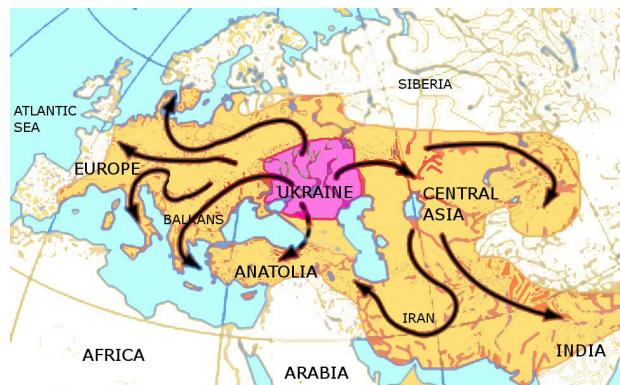 SIBERIA
ATLANTIC
SEA
EUROPE
UKRAINE
CENTRAL
ASIA
BALKANS
ANATOLIA
IRAN
AFRICA
ARABIA
INDIA